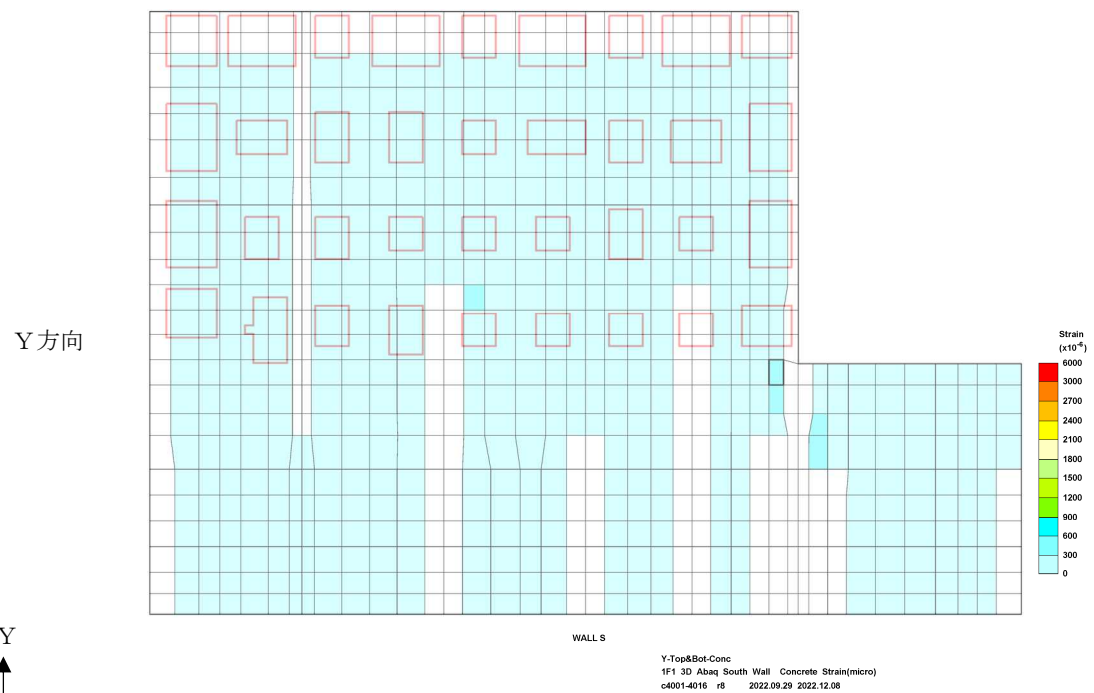 Y方向
Strain
(x10-6)
6000
3000
2700
2400
2100
1800
1500
1200
900
600
300
0
WALL S
Y
Y-Top&Bot-Conc
1F1 3D Abaq South Wall Concrete Strain(micro)
c4001-4016 r8 2022.09.29 2022.12.08